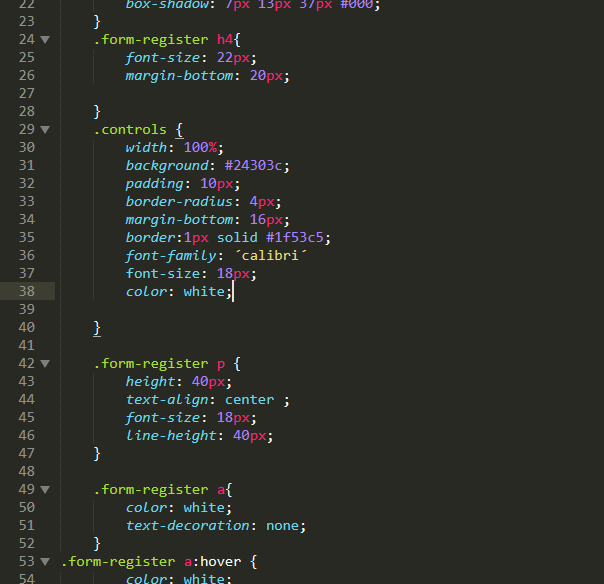 22 box-shadow: 7px 13px 37px #000;
23 }
24 .form-register h4{
25 font-size: 22px;
26 margin-bottom: 20px;
27
28 }
29 .controls {
30 width: 100%;
31 background: #24303c;
32 padding: 10px;
33 border-radius: 4px;
34 margin-bottom: 16px;
35 border:1px solid #1f53c5;
36 font-family: ´calibri´
37 font-size: 18px;
38 color: white;
39
40 }
41
42 .form-register p {
43 height: 40px;
44 text-align: center ;
45 font-size: 18px;
46 line-height: 40px;
47 }
48
49 .form-register a{
50 color: white;
51 text-decoration: none;
52 }
53 .form-register a:hover {
54 color: white;